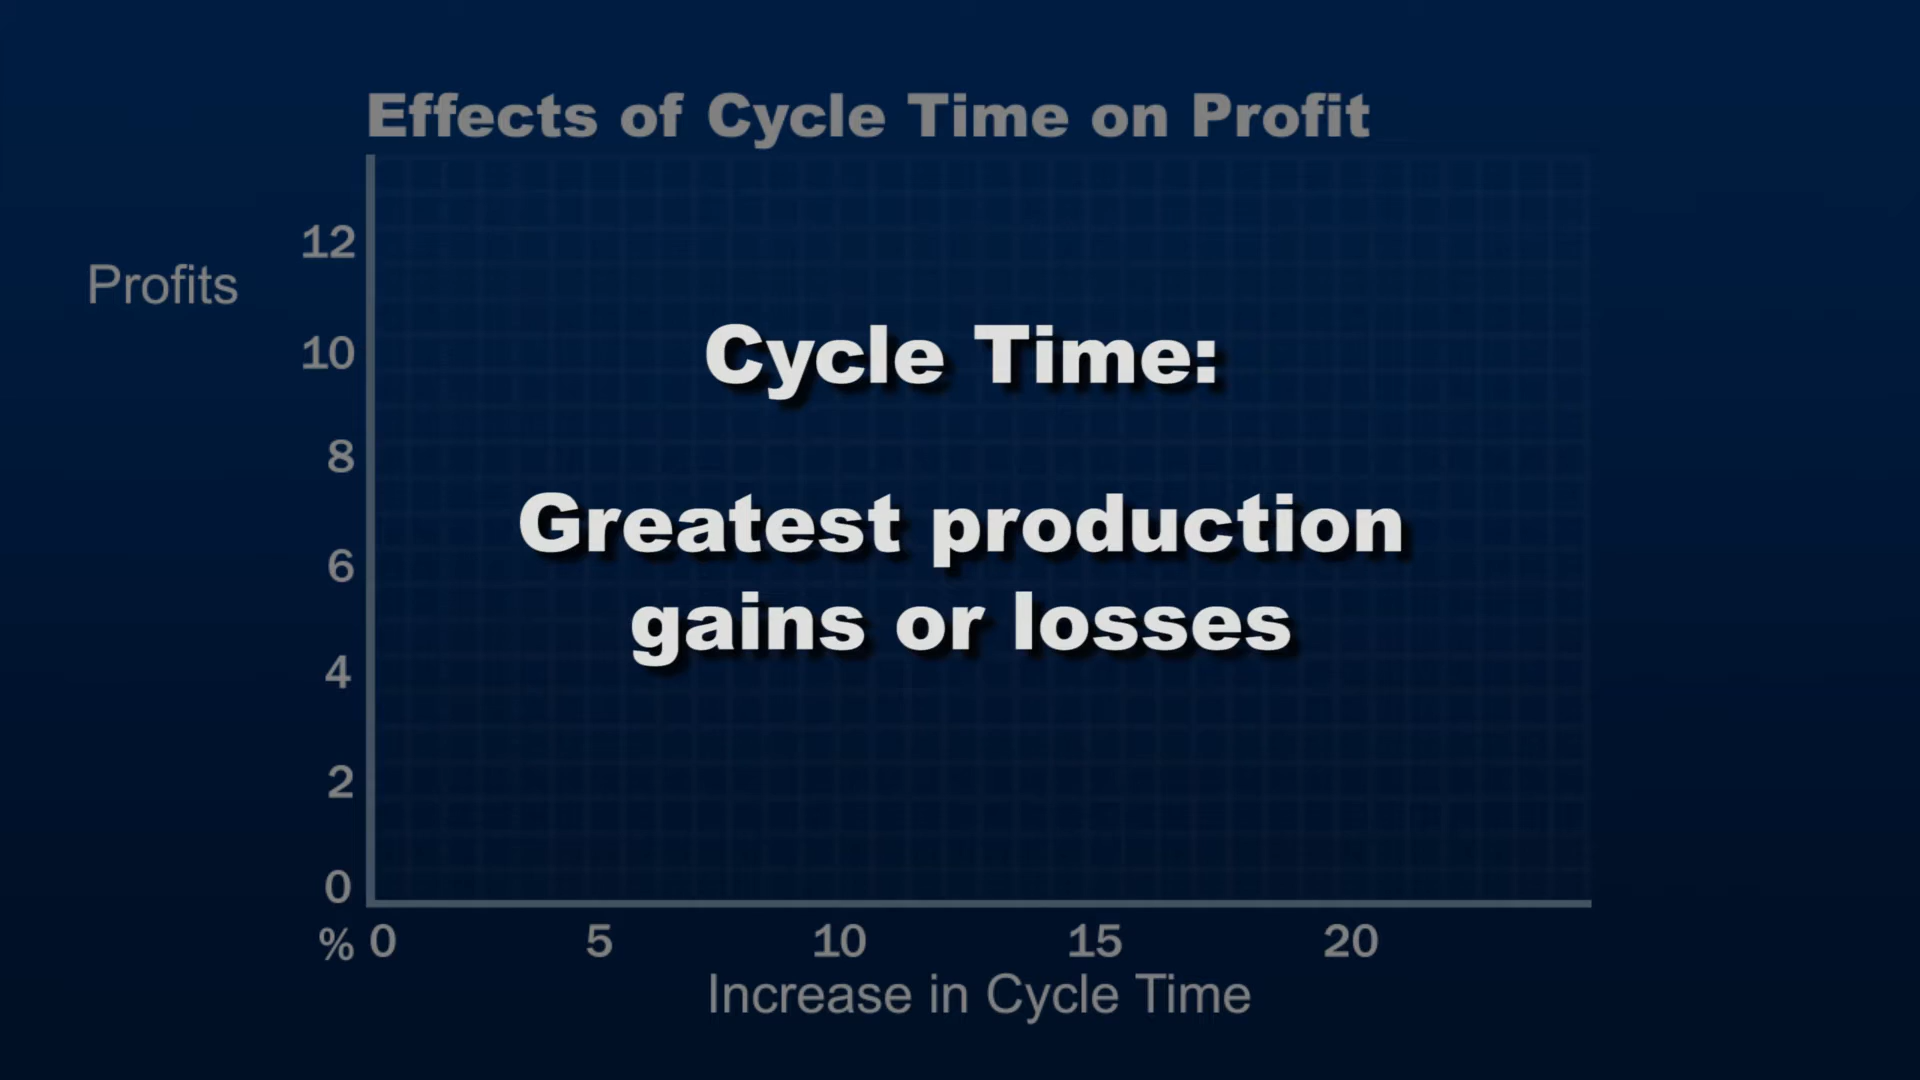 Effects of Cycle Time on Profit
12
Profits
10
Cycle Time:
8
Greatest production
6
gains or losses
4
2
0
% 0 5 10 15 20
Increase in Cycle Time